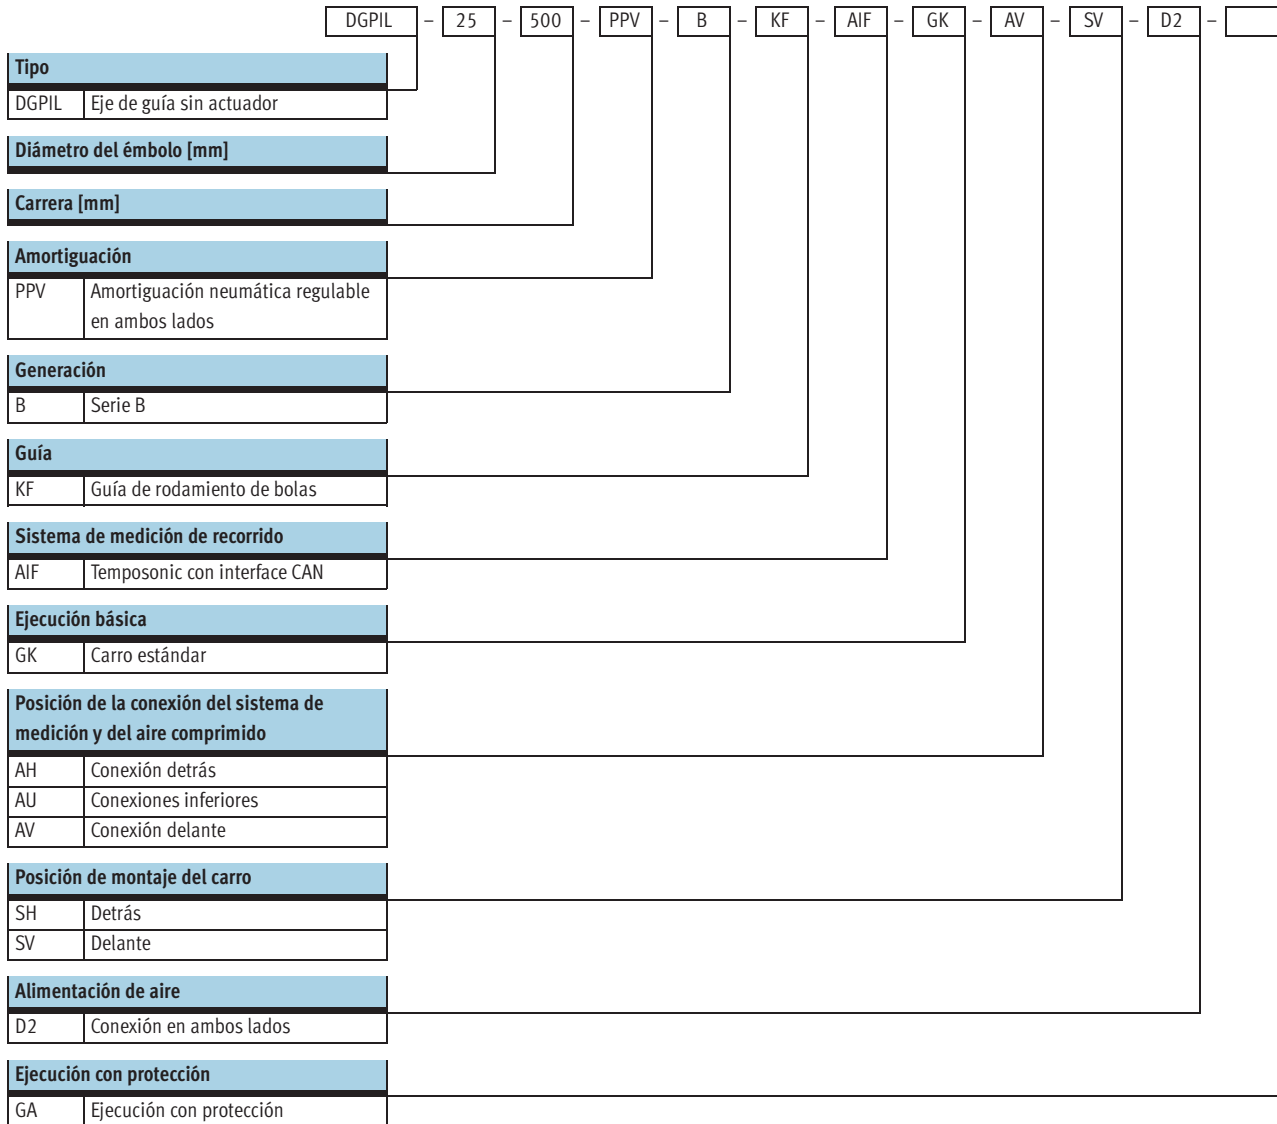 DGPIL – 25 – 500 – PPV – B – KF – AIF – GK – AV – SV – D2 –
Tipo
DGPIL Eje de guía sin actuador
Diámetro del émbolo [mm]
Carrera [mm]
Amortiguación
PPV Amortiguación neumática regulable
en ambos lados
Generación
B Serie B
Guía
KF Guía de rodamiento de bolas
Sistema de medición de recorrido
AIF Temposonic con interface CAN
Ejecución básica
GK Carro estándar
Posición de la conexión del sistema de
medición y del aire comprimido
AH Conexión detrás
AU Conexiones inferiores
AV Conexión delante
Posición de montaje del carro
SH Detrás
SV Delante
Alimentación de aire
D2 Conexión en ambos lados
Ejecución con protección
GA Ejecución con protección